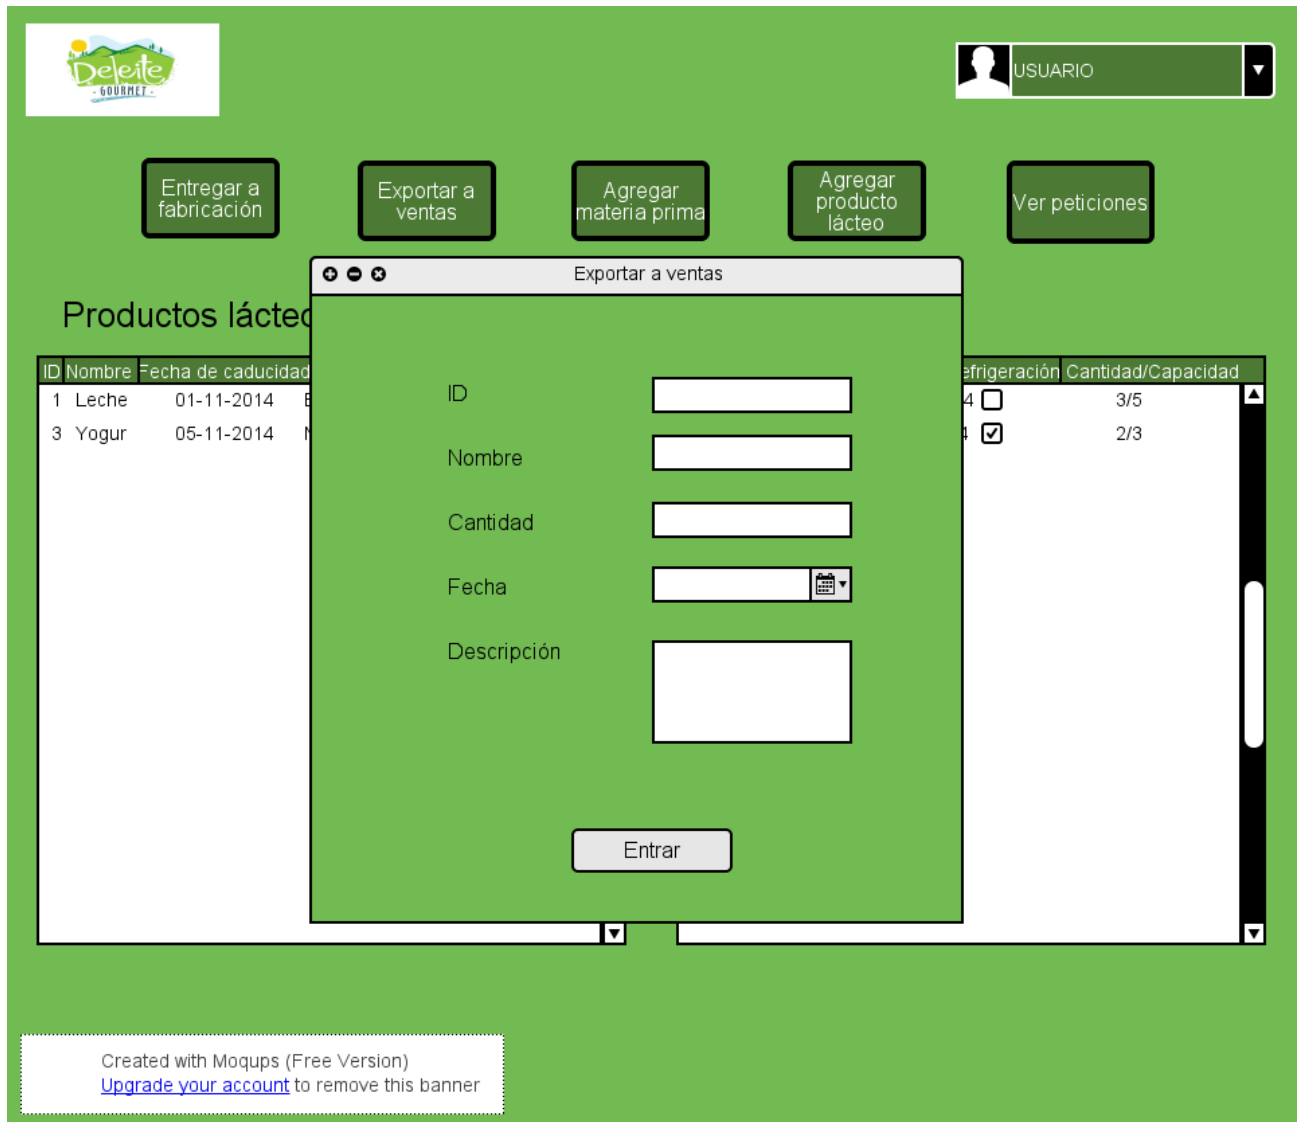 Deleite
- GOURMET -
USUARIO
Entregar a
fabricación
Exportar a
ventas
Agregar
materia prima
Agregar
producto
lácteo
Ver peticiones
Exportar a ventas
Productos lácteo
ID Nombre Fecha de caducidad
1 Leche 01-11-2014
3 Yogur 05-11-2014
ID
Nombre
Cantidad
Fecha
Descripción
Entrar
efrigeración Cantidad/Capacidad
4 3/5
4 2/3
Created with Moqups (Free Version)
Upgrade your account to remove this banner